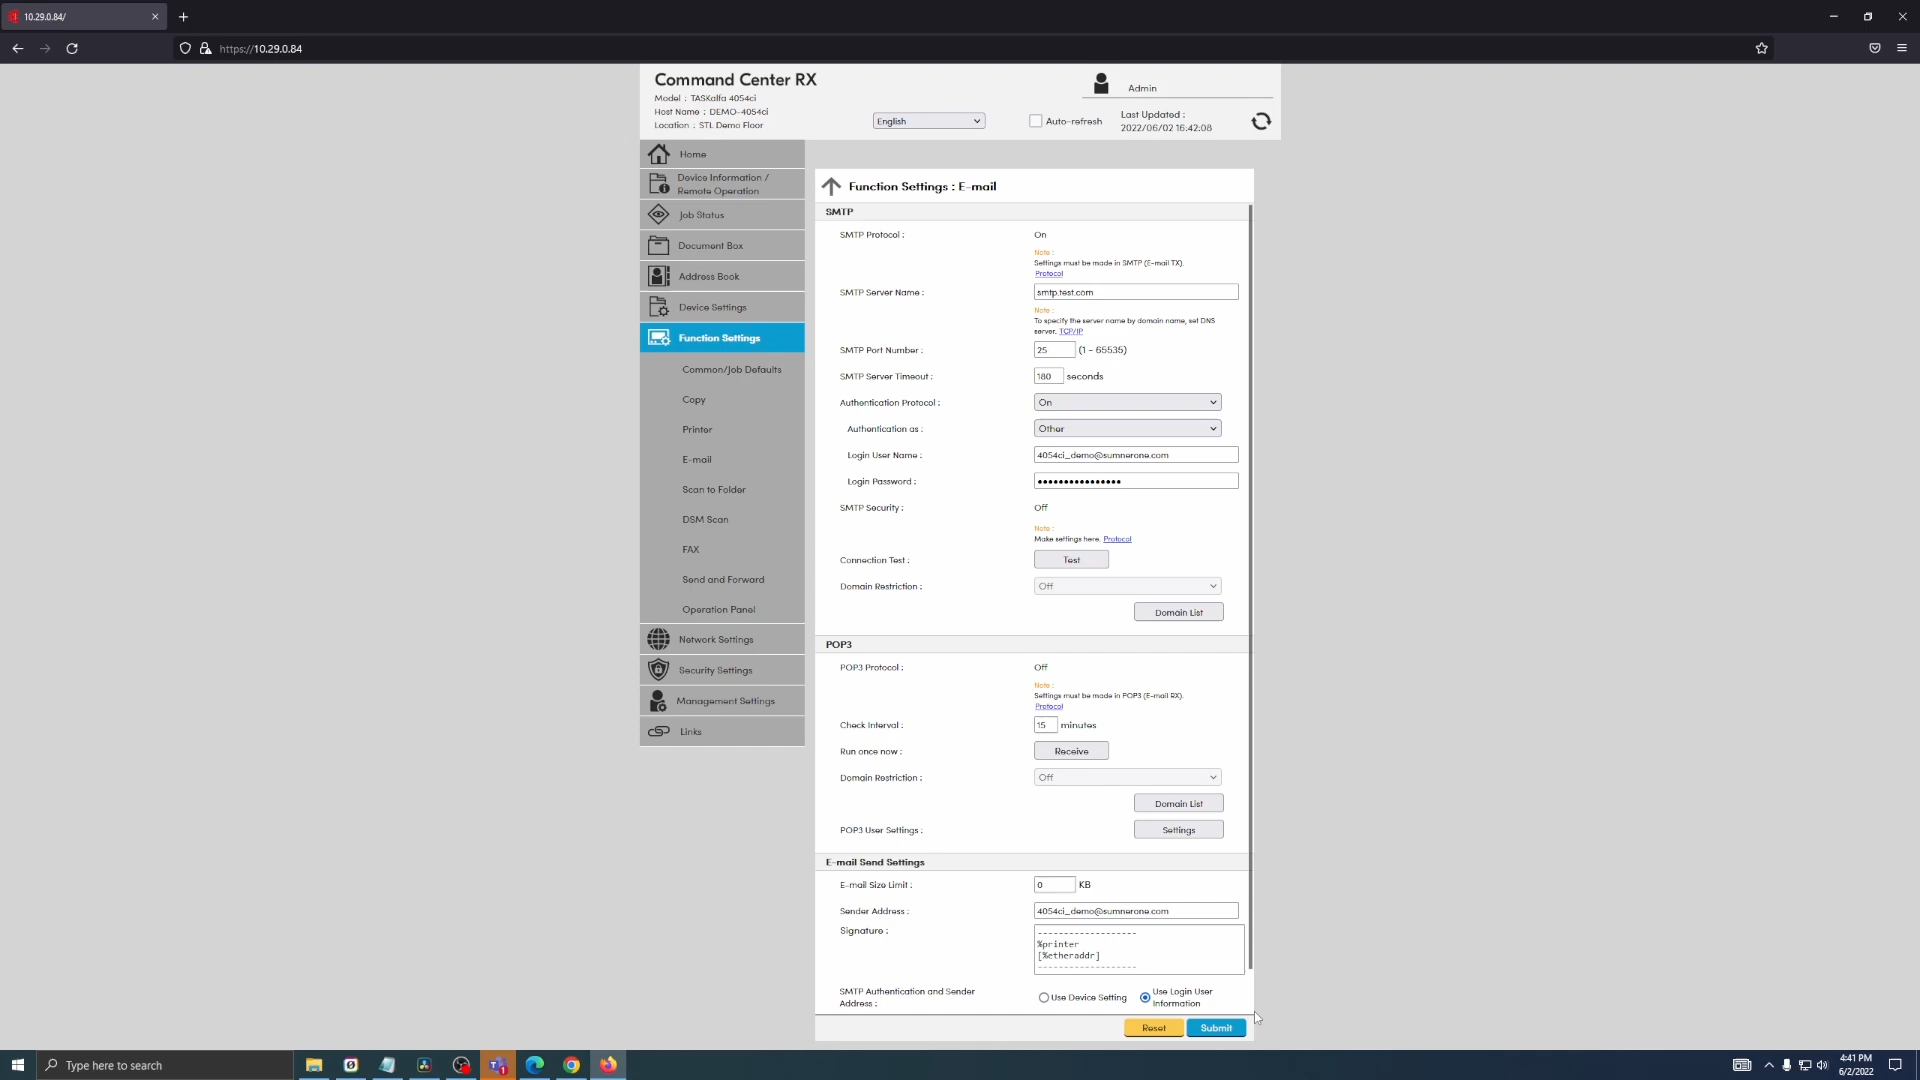 10.29.0.84/
https://10.29.0.84
Command Center RX
Model : TASKalfa 4054ci
Host Name : DEMO-4054ci
Location : STL Demo Floor
English
Auto-refresh
Admin
Last Updated :
2022/06/02 16:42:08
Home
Device Information /
Remote Operation
Job Status
Document Box
Address Book
Device Settings
Function Settings
Common/Job Defaults
Copy
Printer
E-mail
Scan to Folder
DSM Scan
FAX
Send and Forward
Operation Panel
Network Settings
Security Settings
Management Settings
Links
Function Settings : E-mail
SMTP
SMTP Protocol : On
Note :
Settings must be made in SMTP (E-mail TX).
Protocol
SMTP Server Name : smtp.test.com
Note :
To specify the server name by domain name, set DNS
server. TCP/IP
SMTP Port Number : 25 (1 - 65535)
SMTP Server Timeout : 180 seconds
Authentication Protocol : On
Authentication as : Other
Login User Name : 4054ci_demo@sumnerone.com
Login Password : ••••••••••••••••
SMTP Security : Off
Note :
Make settings here. Protocol
Connection Test : Test
Domain Restriction : Off
Domain List
POP3
POP3 Protocol : Off
Note :
Settings must be made in POP3 (E-mail RX).
Protocol
Check Interval : 15 minutes
Run once now : Receive
Domain Restriction : Off
Domain List
POP3 User Settings : Settings
E-mail Send Settings
E-mail Size Limit : 0 KB
Sender Address : 4054ci_demo@sumnerone.com
Signature : -------------------
%printer
[%etheraddr]
-------------------
SMTP Authentication and Sender
Address :
Use Device Setting
Use Login User
Information
Reset Submit
Type here to search
4:41 PM
6/2/2022